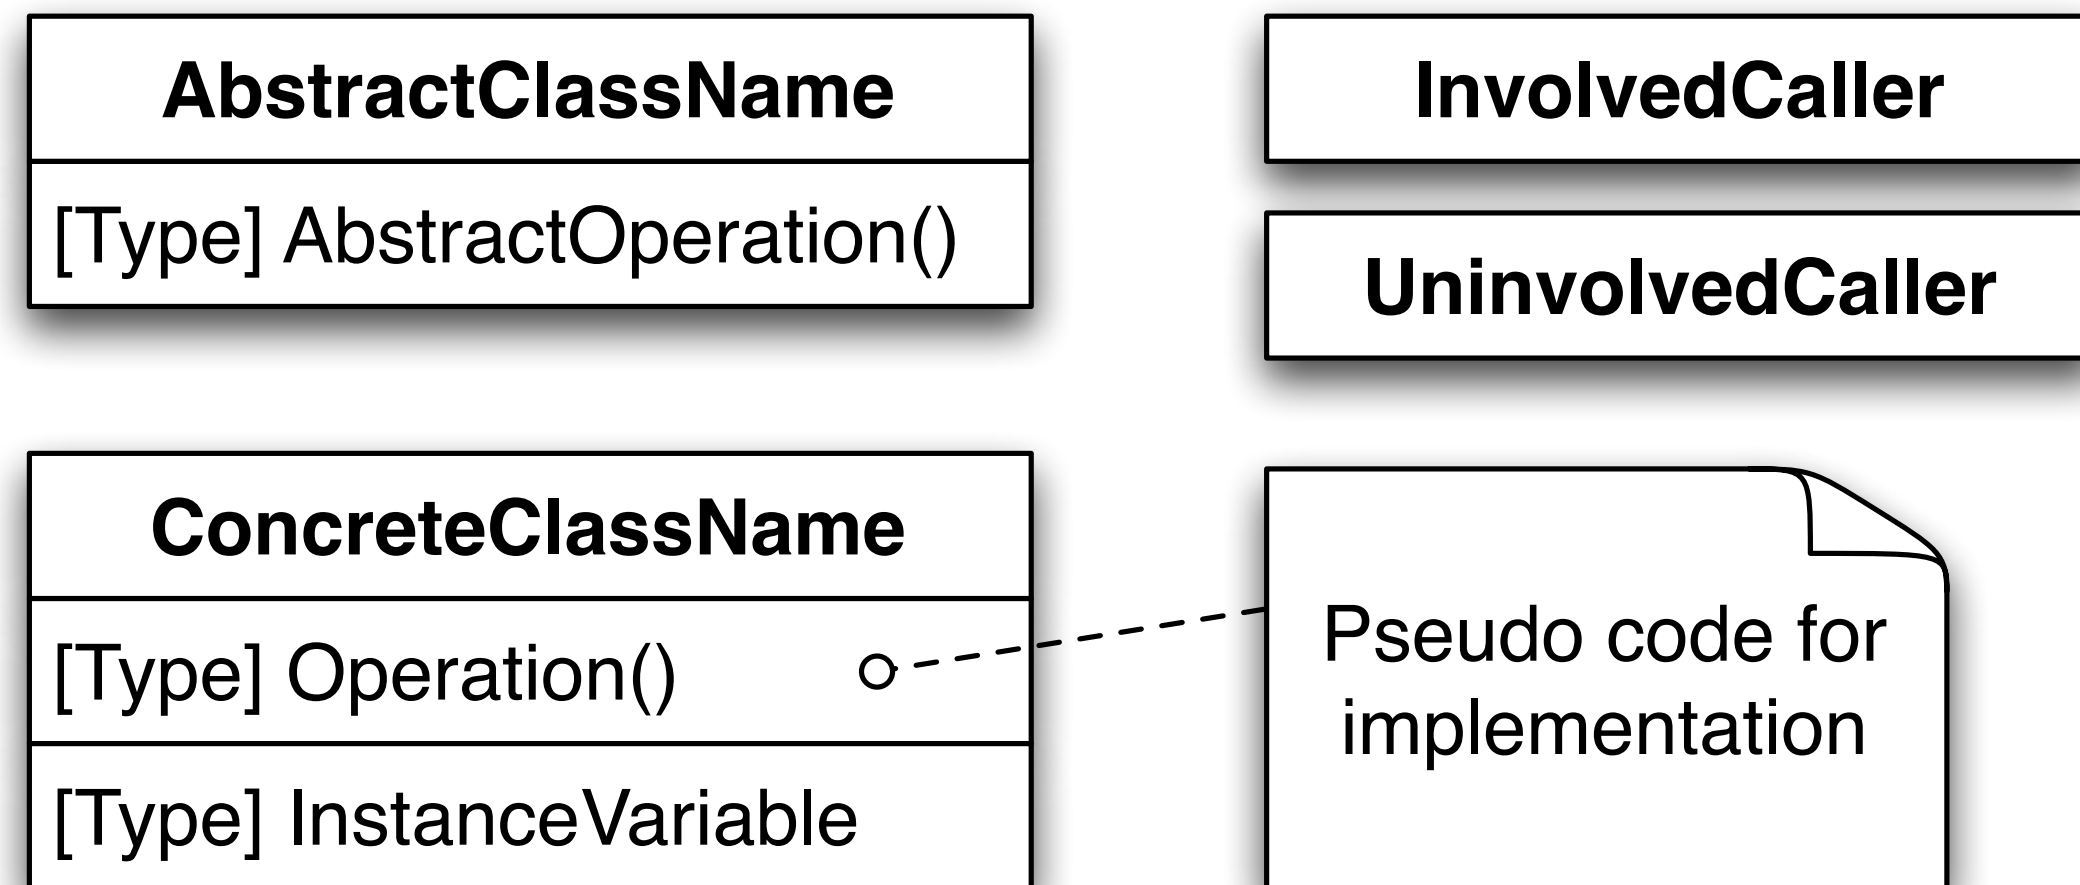 AbstractClassName
[Type] AbstractOperation()
InvolvedCaller
UninvolvedCaller
ConcreteClassName
[Type] Operation()
[Type] InstanceVariable
Pseudo code for
implementation